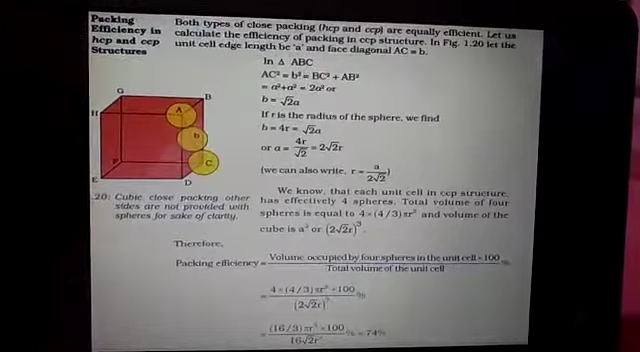 Packing
Efficiency in
hcp and ccp
Structures
Both types of close packing (hcp and ccp) are equally efficient. Let us
calculate the efficiency of packing in ccp structure. In Fig. 1.20 let the
unit cell edge length be 'a' and face diagonal AC = b.
In Δ ABC
AC² = b² = BC² + AB²
= a²+a² = 2a² or
b = √2a
If r is the radius of the sphere, we find
b = 4r = √2a
or a = 4r/√2 = 2√2r
(we can also write, r = a/2√2)
G
B
H
A
b
F
C
E
D
.20: Cubic close packing other
sides are not provided with
spheres for sake of clarity.
We know, that each unit cell in ccp structure,
has effectively 4 spheres. Total volume of four
spheres is equal to 4 × (4/3) πr³ and volume of the
cube is a³ or (2√2r)³.
Therefore,
Packing efficiency = Volume occupied by four spheres in the unit cell × 100 / Total volume of the unit cell %
= 4 × (4/3) πr³ × 100 / (2√2r)³ %
= (16/3) πr³ × 100 / 16√2r³ % = 74%